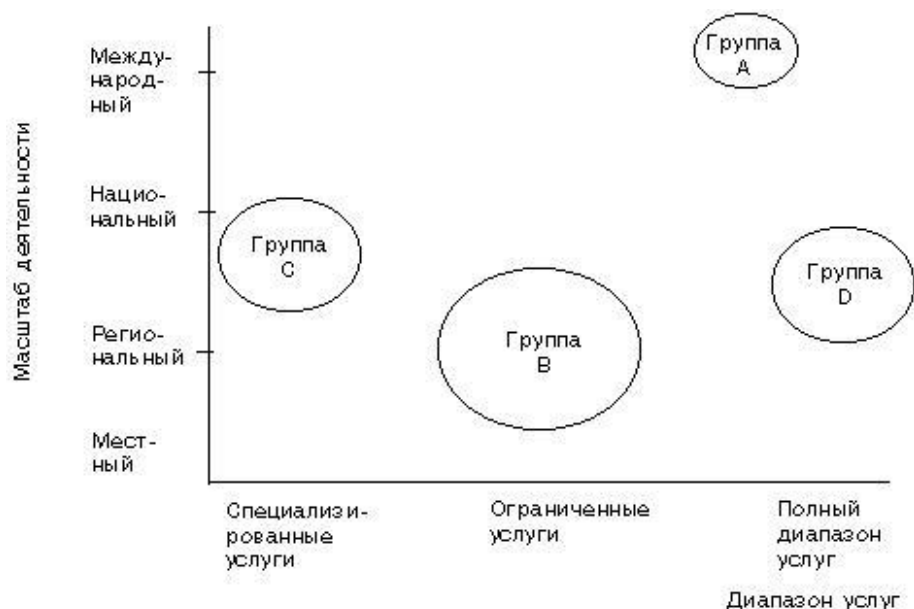 Между-
народ-
ный
Группа
А
Масштаб деятельности
Нацио-
нальный
Группа
С
Группа
D
Регио-
нальный
Группа
В
Мест-
ный
Специализи-
рованные
услуги
Ограниченные
услуги
Полный
диапазон
услуг
Диапазон услуг